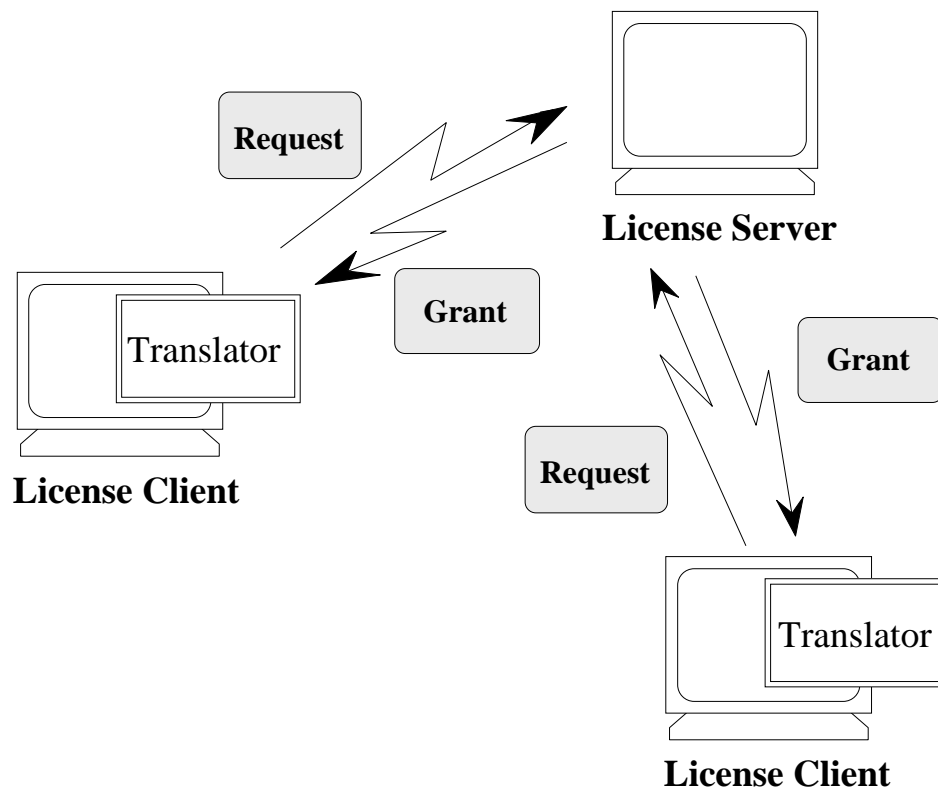 Request
License Server
Grant
Translator
Grant
Request
License Client
Translator
License Client